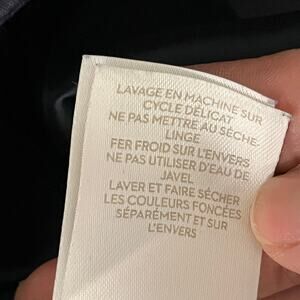 LAVAGE EN MACHINE SUR
CYCLE DÉLICAT
NE PAS METTRE AU SÈCHE-
LINGE
FER FROID SUR L'ENVERS
NE PAS UTILISER D'EAU DE
JAVEL
LAVER ET FAIRE SÉCHER
LES COULEURS FONCÉES
SÉPARÉMENT ET SUR
L'ENVERS